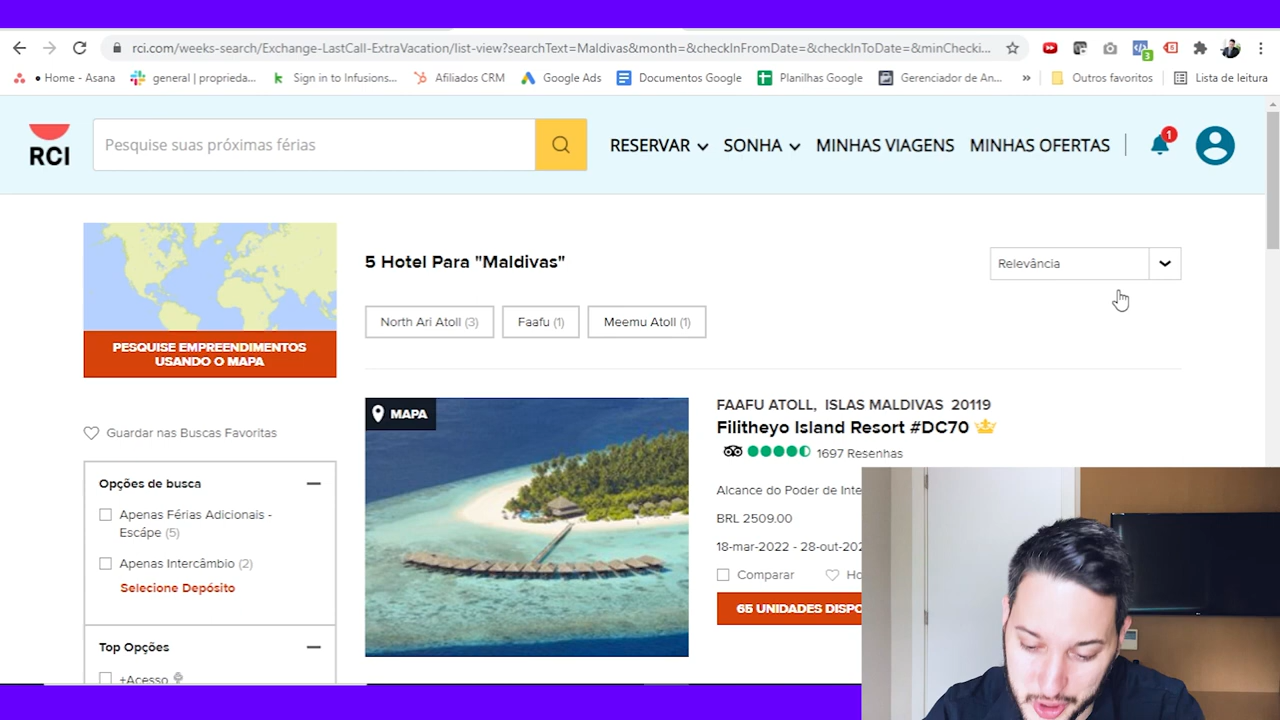 rci.com/weeks-search/Exchange-LastCall-ExtraVacation/list-view?searchText=Maldivas&month=&checkInFromDate=&checkInToDate=&minChecki...
3
Home - Asana
general | proprieda...
Sign in to Infusions...
Afiliados CRM
Google Ads
Documentos Google
Planilhas Google
Gerenciador de An...
»
Outros favoritos
Lista de leitura
RCI
Pesquise suas próximas férias
RESERVAR
SONHA
MINHAS VIAGENS
MINHAS OFERTAS
1
PESQUISE EMPREENDIMENTOS
USANDO O MAPA
5 Hotel Para "Maldivas"
Relevância
North Ari Atoll (3)
Faafu (1)
Meemu Atoll (1)
Guardar nas Buscas Favoritas
Opções de busca
Apenas Férias Adicionais -
Escápe (5)
Apenas Intercâmbio (2)
Selecione Depósito
Top Opções
+Acesso
MAPA
FAAFU ATOLL, ISLAS MALDIVAS 20119
Filitheyo Island Resort #DC70
1697 Resenhas
Alcance do Poder de Inte
BRL 2509.00
18-mar-2022 - 28-out-202
Comparar
Ho
65 UNIDADES DISPO